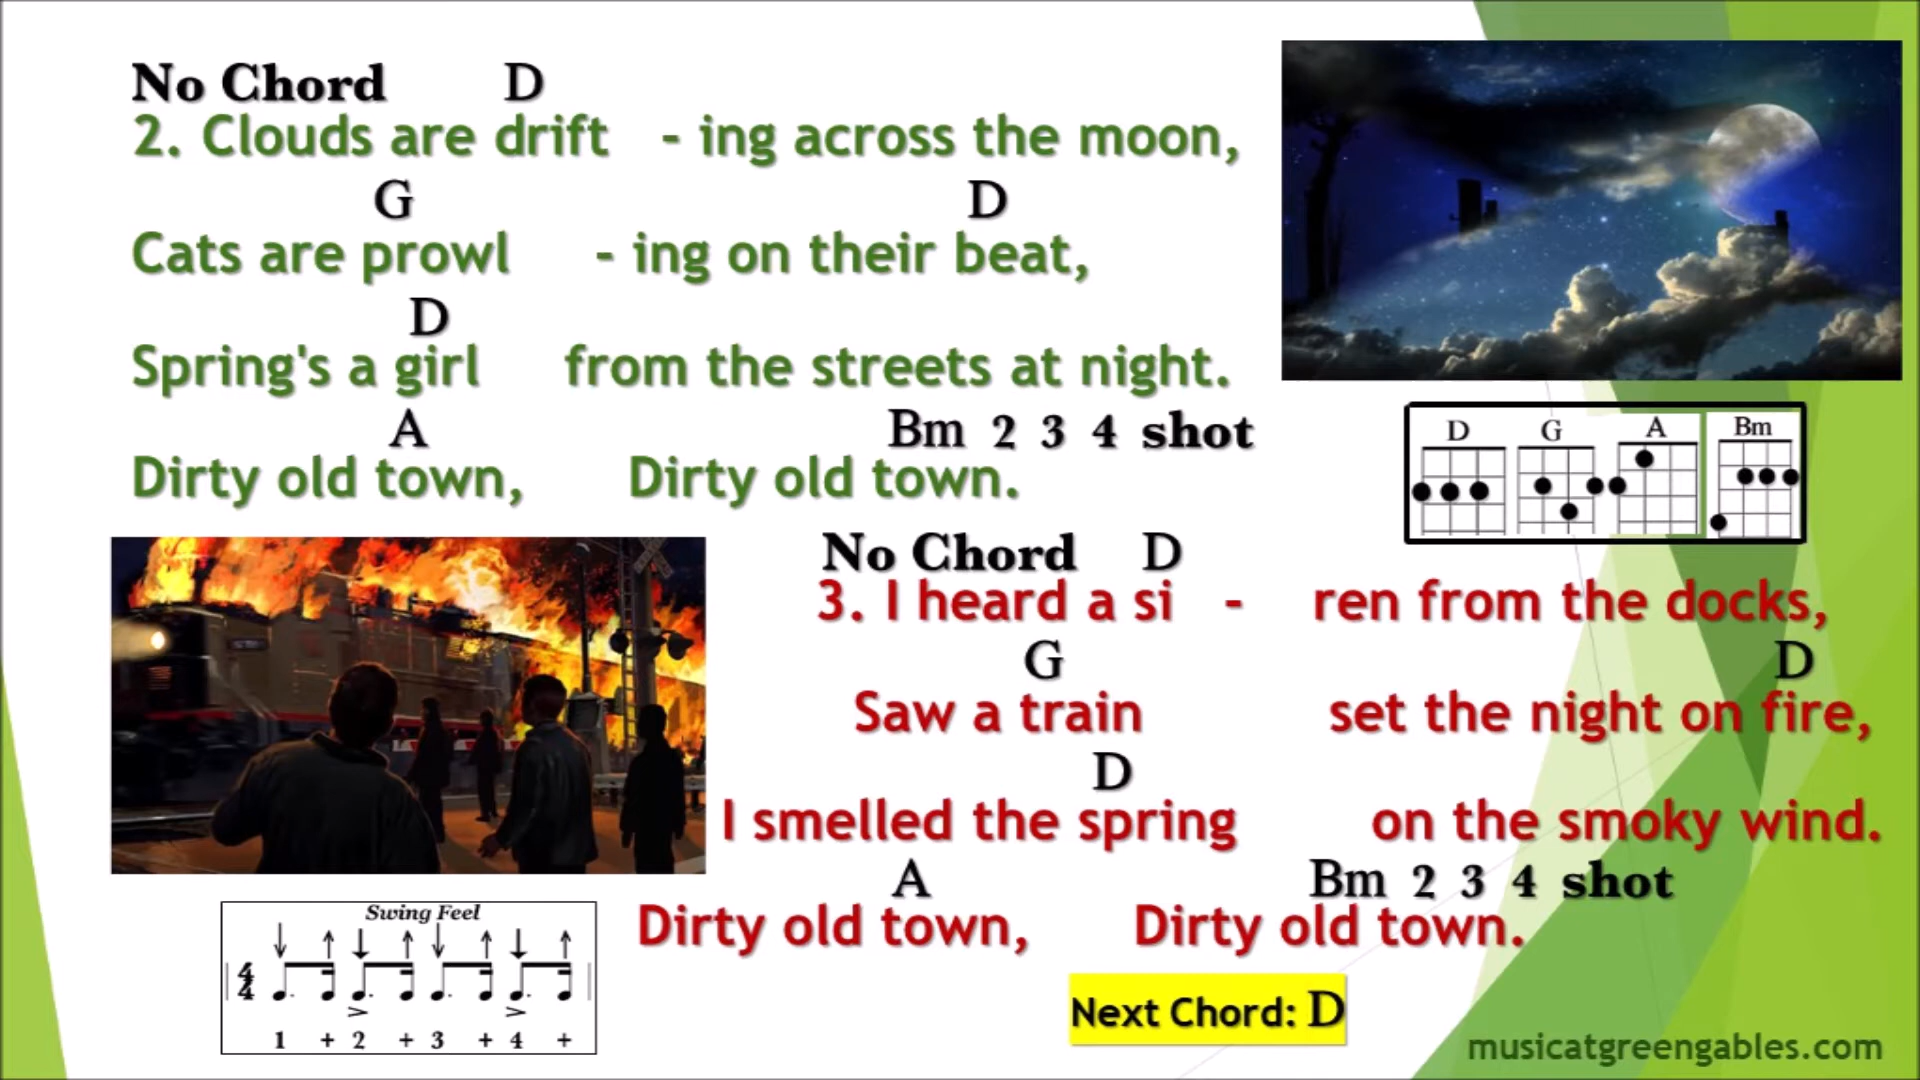 No Chord D
2. Clouds are drift - ing across the moon,
G D
Cats are prowl - ing on their beat,
D
Spring's a girl from the streets at night.
A Bm 2 3 4 shot
Dirty old town, Dirty old town.
D G A Bm
No Chord D
3. I heard a si - ren from the docks,
G D
Saw a train set the night on fire,
D
I smelled the spring on the smoky wind.
A Bm 2 3 4 shot
Dirty old town, Dirty old town.
Swing Feel
4
4
1 + 2 + 3 + 4 +
Next Chord: D
musicatgreengables.com